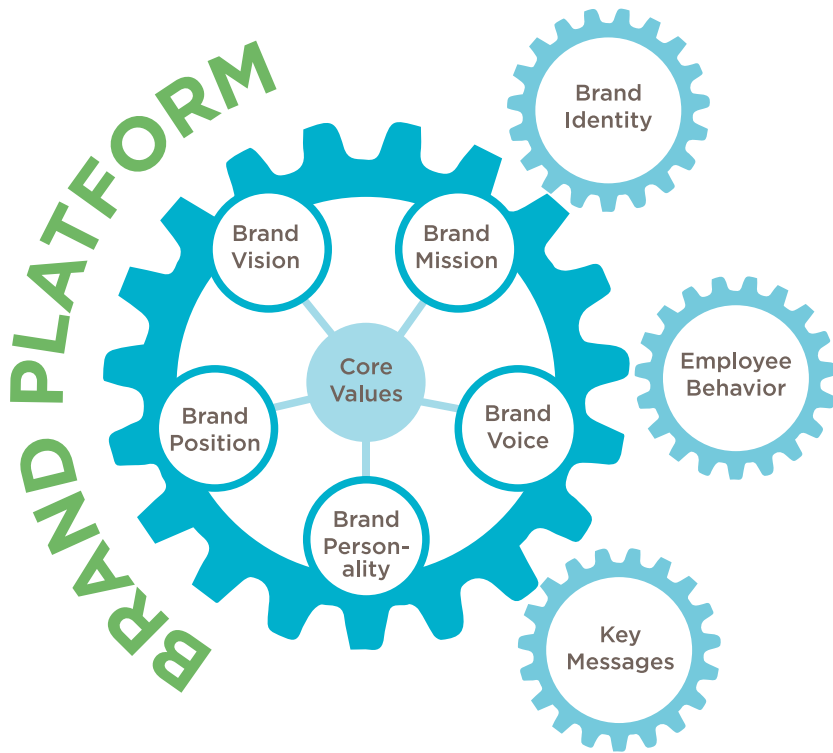 BRAND PLATFORM
Brand
Identity
Brand
Vision
Brand
Mission
Core
Values
Employee
Behavior
Brand
Position
Brand
Voice
Brand
Person-
ality
Key
Messages